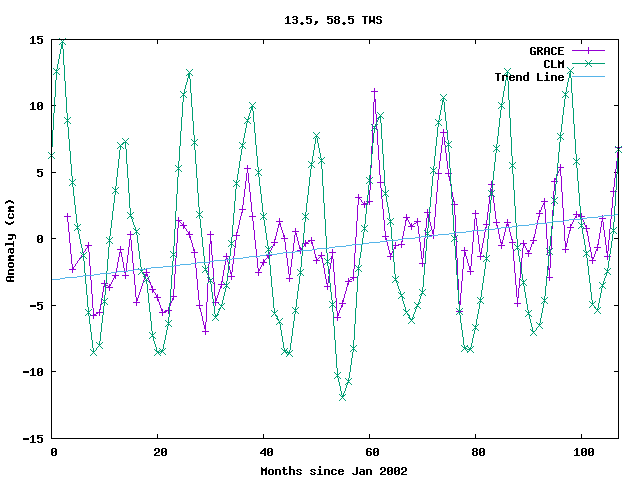 13.5, 58.5 TWS
GRACE
CLM
Trend Line
15
10
5
0
-5
-10
-15
Anomaly (cm)
0 20 40 60 80 100
Months since Jan 2002